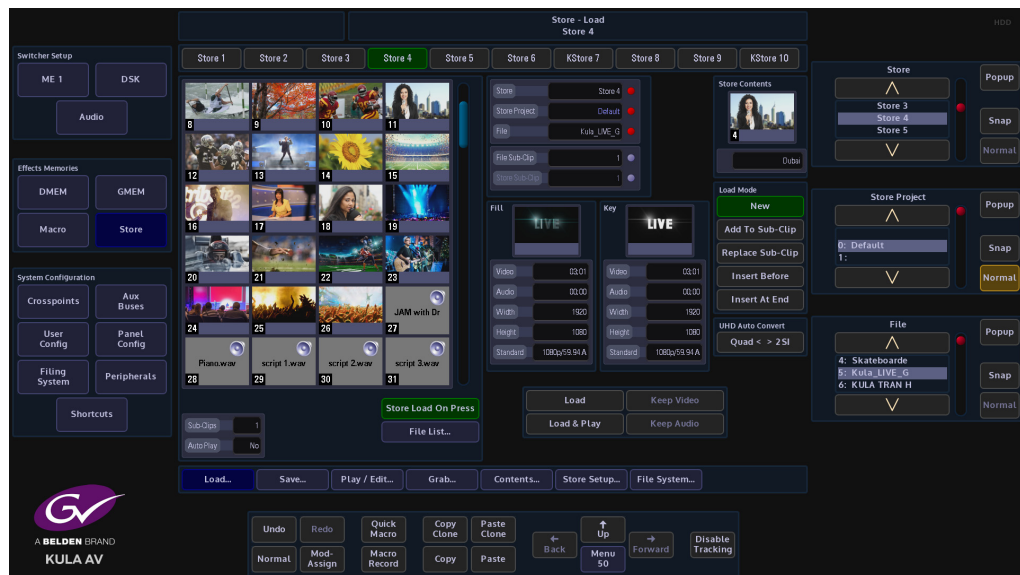 Store - Load
Store 4
HDD
Switcher Setup
ME 1
DSK
Audio
Effects Memories
DMEM
GMEM
Macro
Store
System Configuration
Crosspoints
Aux
Buses
User
Config
Panel
Config
Filing
System
Peripherals
Shortcuts
GV
A BELDEN BRAND
KULA AV
Store 1
Store 2
Store 3
Store 4
Store 5
Store 6
KStore 7
Store 8
Store 9
KStore 10
8
9
10
11
12
13
14
15
16
17
18
19
20
21
22
23
24
25
26
JAM with Dr
27
Piano.wav
28
script 1.wav
29
script 2.wav
30
script 3.wav
31
Sub-Clips 1
Auto Play No
Store Load On Press
File List...
Store Store 4
Store Project Default
File Kula_LIVE_G
File Sub-Clip 1
Store Sub-Clip 1
Fill
LIVE
Video 03;01
Audio 00;00
Width 1920
Height 1080
Standard 1080p/59.94 A
Key
LIVE
Video 03;01
Audio 00;00
Width 1920
Height 1080
Standard 1080p/59.94 A
Load
Keep Video
Load & Play
Keep Audio
Store Contents
4
Dubai
Load Mode
New
Add To Sub-Clip
Replace Sub-Clip
Insert Before
Insert At End
UHD Auto Convert
Quad < > 2SI
Store
Store 3
Store 4
Store 5
Popup
Snap
Normal
Store Project
0: Default
1:
Popup
Snap
Normal
File
4: Skateboarde
5: Kula_LIVE_G
6: KULA TRAN H
Popup
Snap
Normal
Load...
Save...
Play / Edit...
Grab...
Contents...
Store Setup...
File System...
Undo
Redo
Quick
Macro
Copy
Clone
Paste
Clone
Normal
Mod-
Assign
Macro
Record
Copy
Paste
Back
Up
Menu
50
Forward
Disable
Tracking